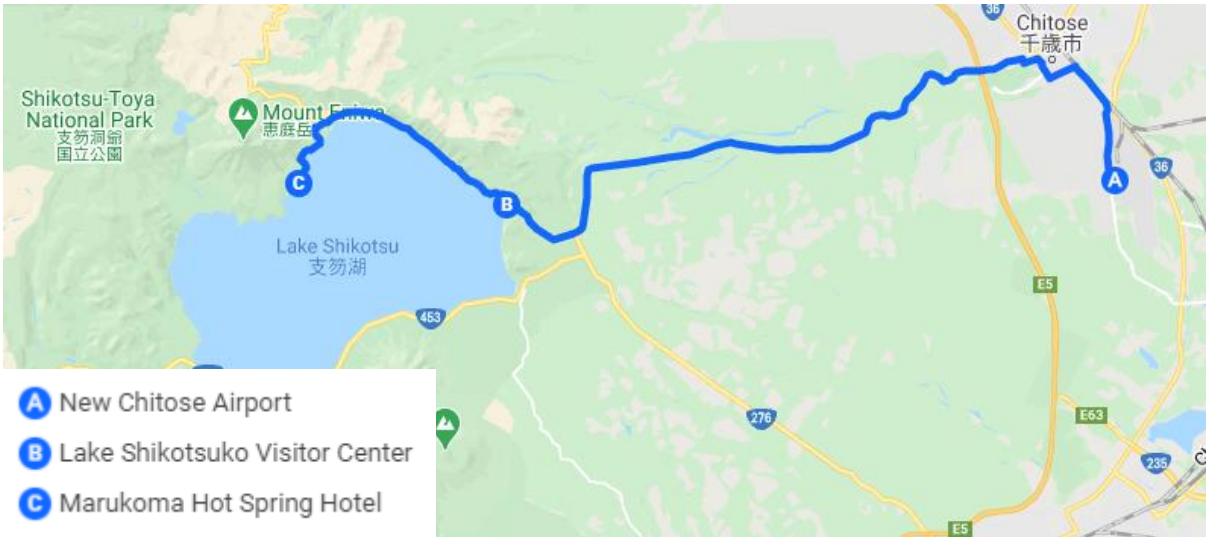 36
Chitose
千歳市
Shikotsu-Toya
National Park
支笏洞爺
国立公園
Mount Eniwa
恵庭岳
C
B
A
36
Lake Shikotsu
支笏湖
E5
453
276
E63
235
E5
A New Chitose Airport
B Lake Shikotsuko Visitor Center
C Marukoma Hot Spring Hotel